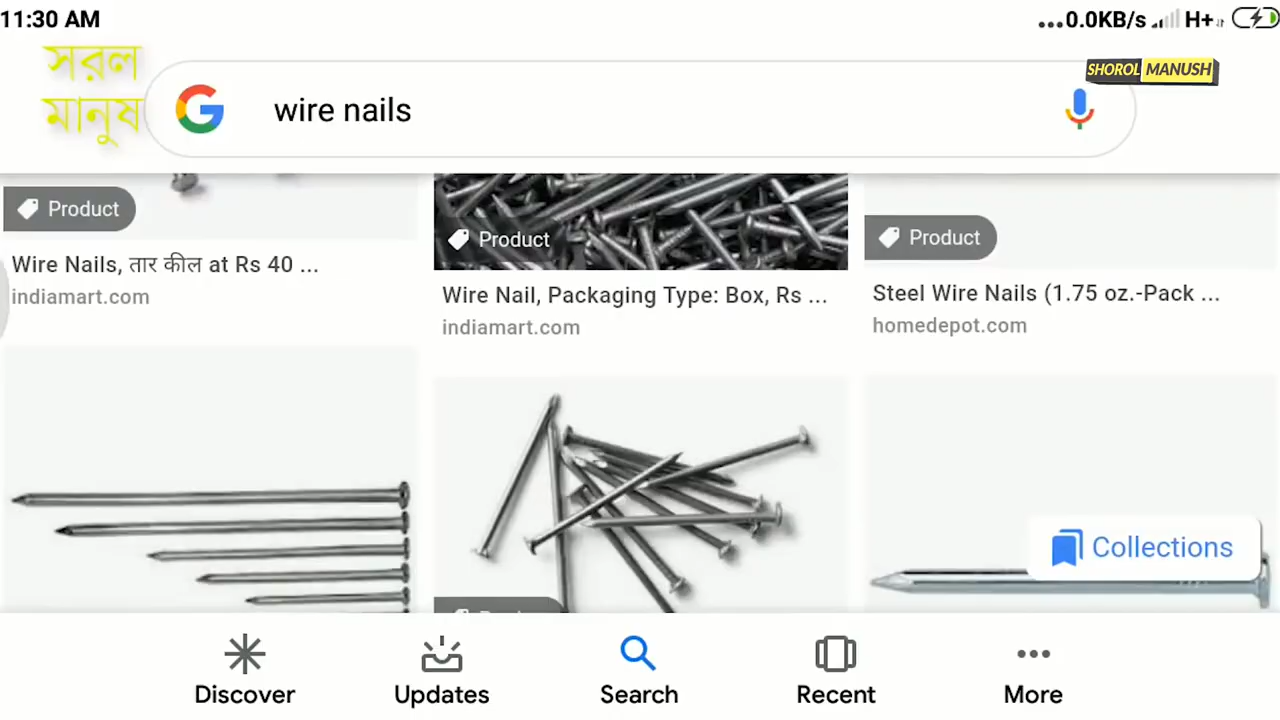 11:30 AM
...0.0KB/s H+
সরল
মানুষ
wire nails
SHOROL MANUSH
Product
Product
Product
Wire Nails, तार कील at Rs 40 ...
indiamart.com
Wire Nail, Packaging Type: Box, Rs ...
indiamart.com
Steel Wire Nails (1.75 oz.-Pack ...
homedepot.com
Collections
Discover
Updates
Search
Recent
More